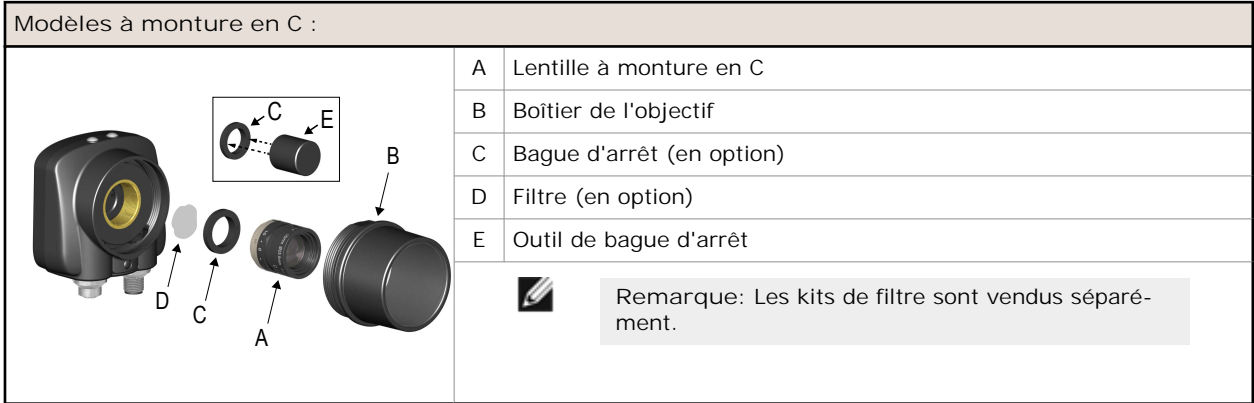 Modèles à monture en C :
C
E
B
D
C
A
A Lentille à monture en C
B Boîtier de l'objectif
C Bague d'arrêt (en option)
D Filtre (en option)
E Outil de bague d'arrêt
Remarque: Les kits de filtre sont vendus séparé-
ment.